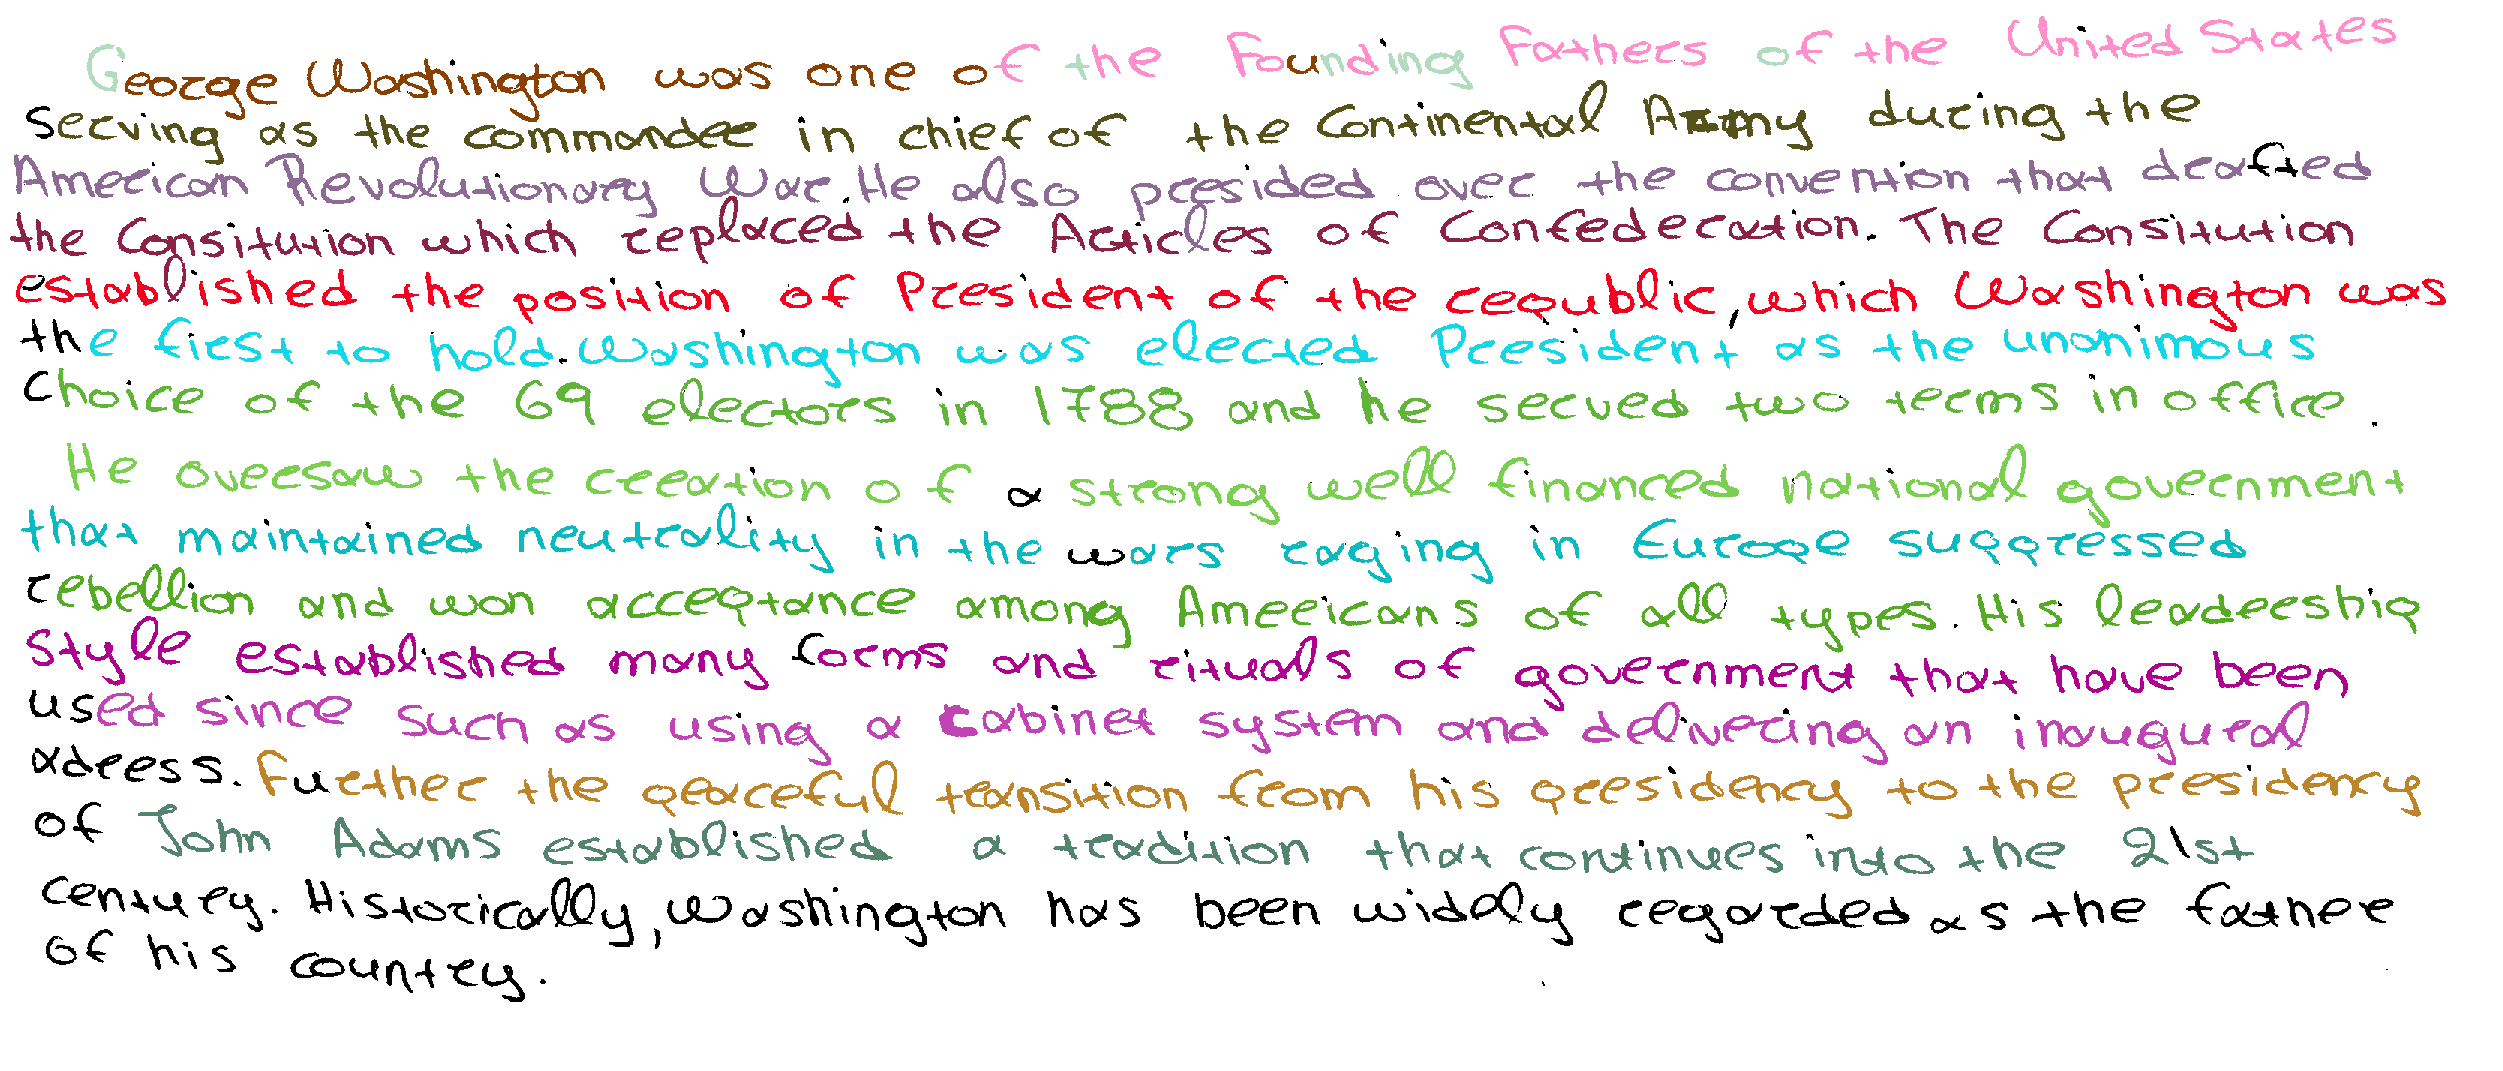 George Washington was one of the Founding Fathers of the United States
serving as the commander in chief of the Continental Army during the
American Revolutionary War. He also presided over the convention that drafted
the Consitution which replaced the Articles of Confederation. The Consitution
established the position of President of the republic, which Washington was
the first to hold. Washington was elected President as the unanimous
choice of the 69 electors in 1788 and he served two terms in office.
He oversaw the creation of a strong well financed national government
that maintained neutrality in the wars raging in Europe suppressed
rebellion and won acceptance among Americans of all types. His leadership
style established many forms and rituals of government that have been
used since such as using a cabinet system and delivering an inaugural
adress. Further the peaceful transition from his presidency to the presidency
of John Adams established a tradition that continues into the 21st
century. Historically, Washington has been widely regarded as the father
of his country.